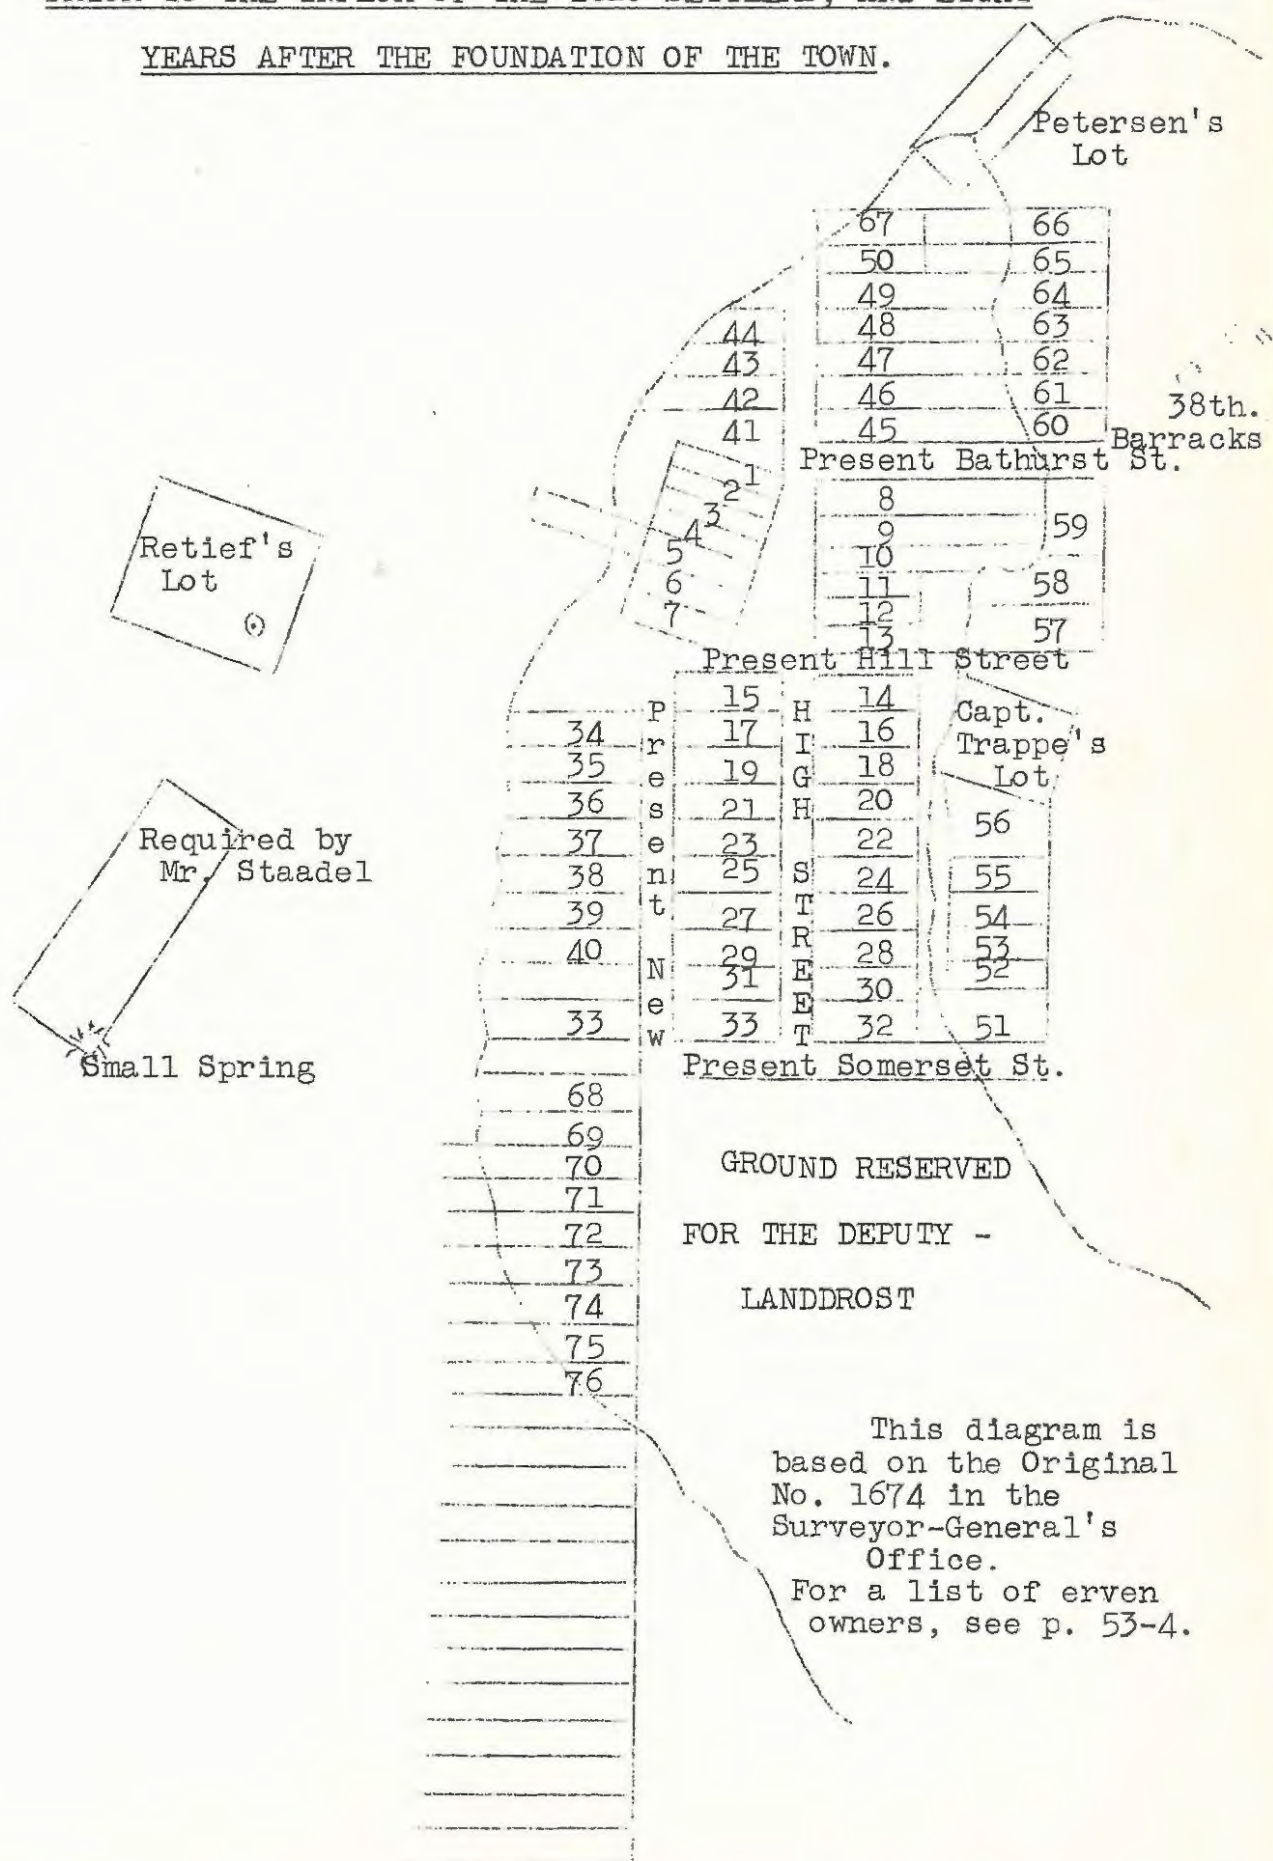 YEARS AFTER THE FOUNDATION OF THE TOWN.
Petersen's
Lot
67 66
50 65
49 64
44 48 63
43 47 62
42 46 61
38th.
41 45 60
Barracks
Present Bathurst St.
1
2
3
4
5
6
7
8
9
10
11
12
13
59
58
57
Retief's
Lot
Present Hill Street
Present New
HIGH STREET
15 14
34 17 16
35 19 18
36 21 20
37 23 22
38 25 24
39 27 26
40 29 28
31 30
33 33 32
Capt.
Trappe's
Lot
56
55
54
53
52
51
Required by
Mr. Staadel
Small Spring
Present Somerset St.
68
69
70
71
72
73
74
75
76
GROUND RESERVED
FOR THE DEPUTY -
LANDDROST
This diagram is
based on the Original
No. 1674 in the
Surveyor-General's
Office.
For a list of erven
owners, see p. 53-4.